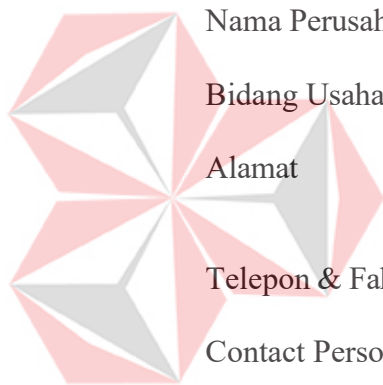 Nama Perusah
Bidang Usaha
Alamat
Telepon & Fal
Contact Perso